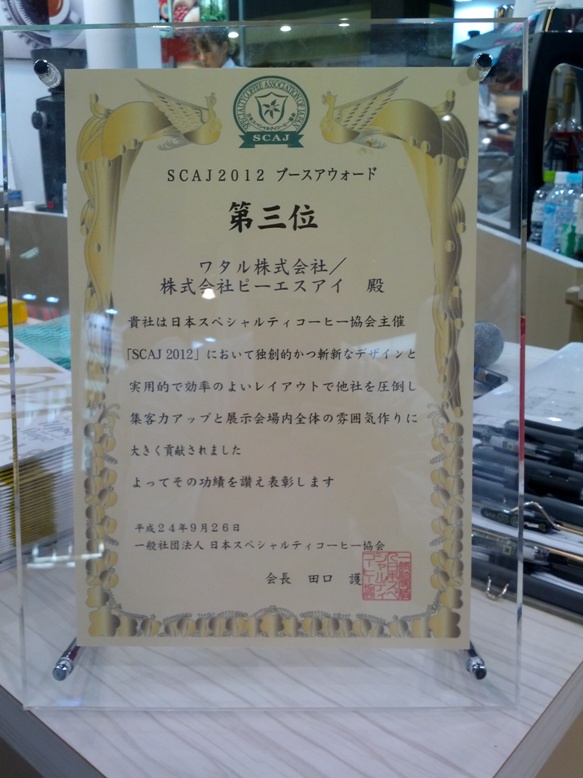 SPECIALTY COFFEE ASSOCIATION OF JAPAN
SCAJ
SCAJ2012 ブースアウォード
第三位
ワタル株式会社／
株式会社ピーエスアイ 殿
貴社は日本スペシャルティコーヒー協会主催
「SCAJ 2012」において独創的かつ斬新なデザインと
実用的で効率のよいレイアウトで他社を圧倒し
集客力アップと展示会場内全体の雰囲気作りに
大きく貢献されました
よってその功績を讃え表彰します
平成24年9月26日
一般社団法人 日本スペシャルティコーヒー協会
会長 田口 護